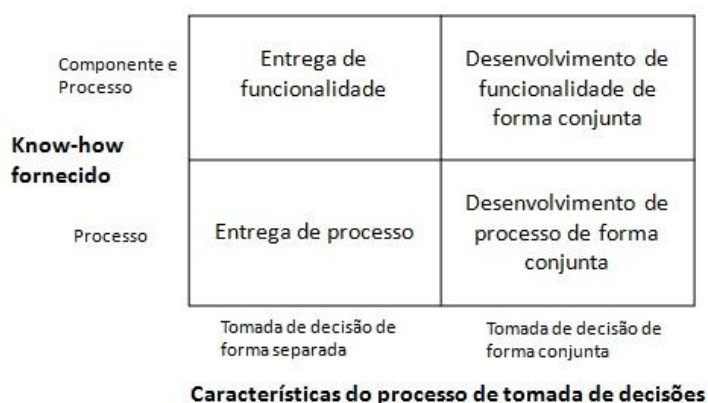 Componente e
Processo
Entrega de
funcionalidade
Desenvolvimento de
funcionalidade de
forma conjunta
Know-how
fornecido
Processo
Entrega de processo
Desenvolvimento de
processo de forma
conjunta
Tomada de decisão de
forma separada
Tomada de decisão de
forma conjunta
Características do processo de tomada de decisões